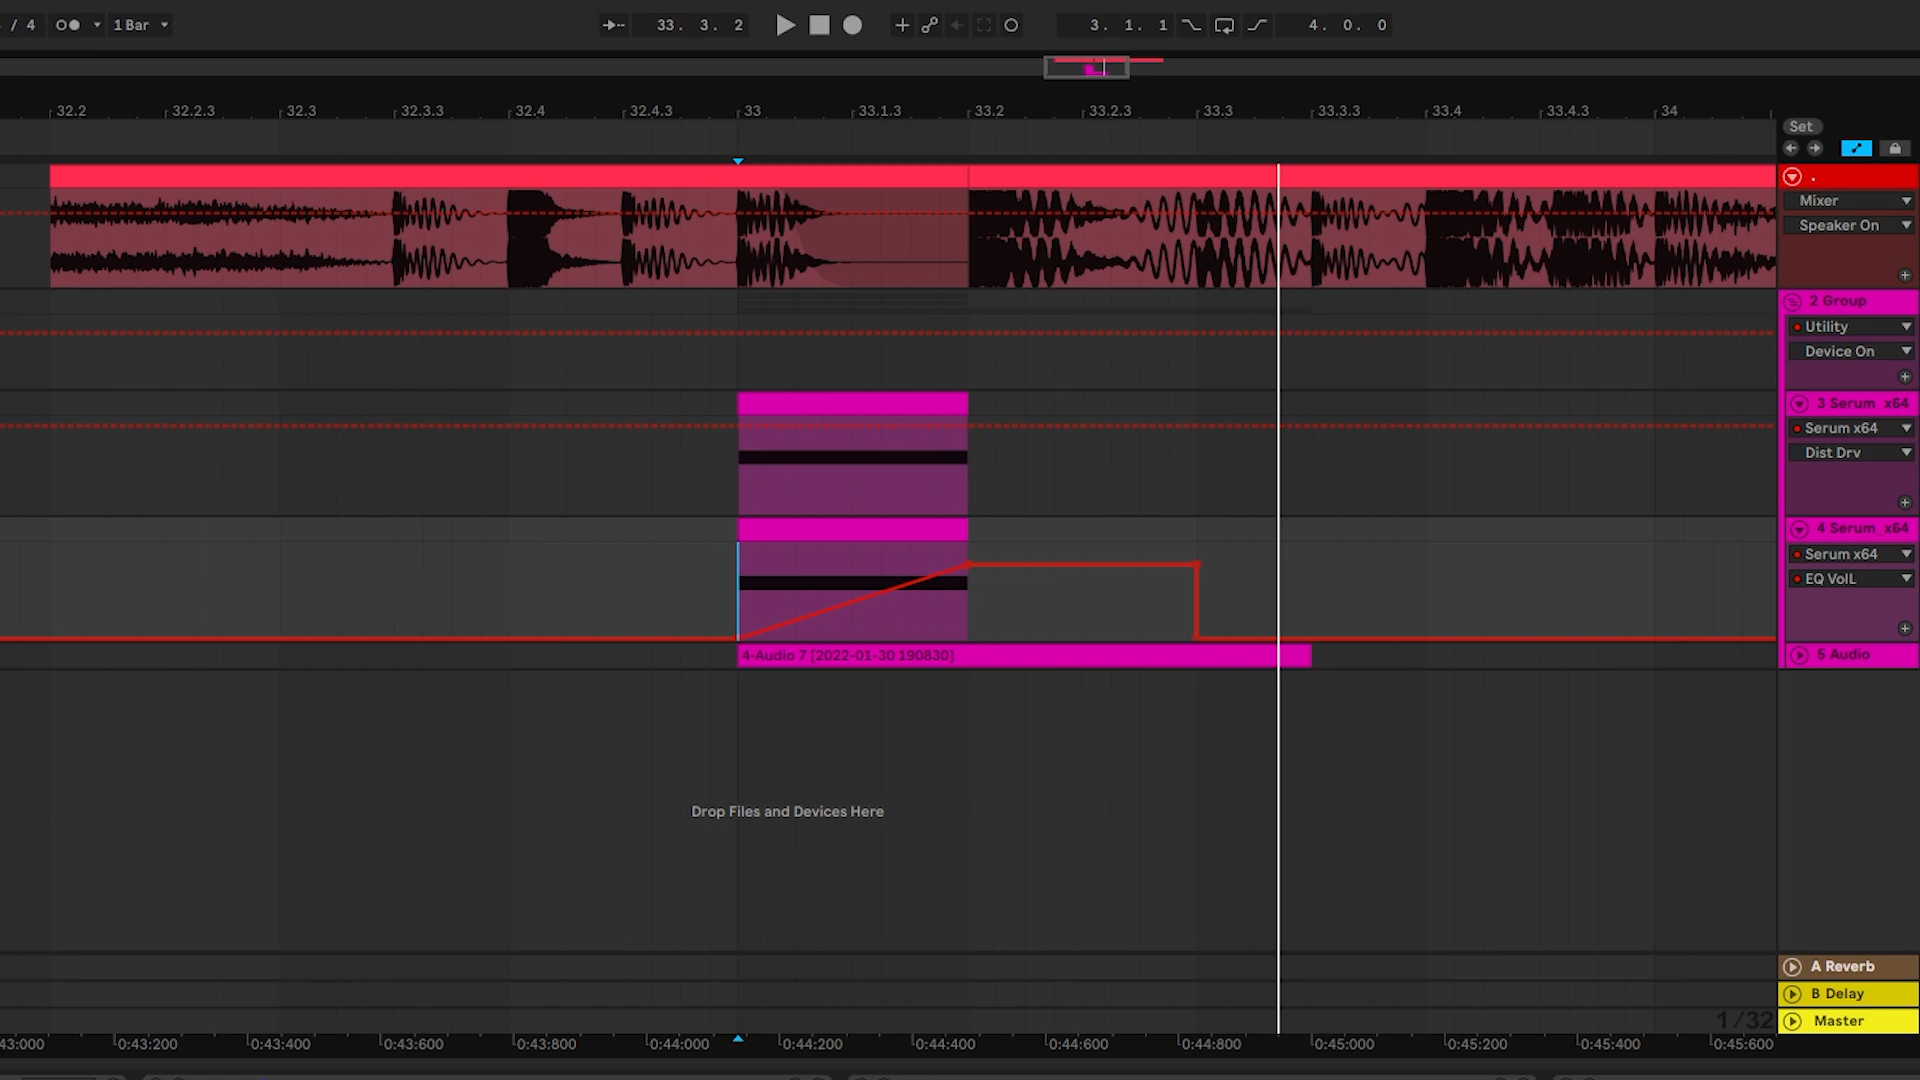 / 4 1 Bar 33. 3. 2 3. 1. 1 4. 0. 0
32.2 32.2.3 32.3 32.3.3 32.4 32.4.3 33 33.1.3 33.2 33.2.3 33.3 33.3.3 33.4 33.4.3 34
Set
.
Mixer
Speaker On
2 Group
Utility
Device On
3 Serum_x64
Serum x64
Dist Drv
4 Serum_x64
Serum x64
EQ VolL
4-Audio 7 [2022-01-30 190830]
5 Audio
Drop Files and Devices Here
A Reverb
B Delay
1/32
Master
43:000 0:43:200 0:43:400 0:43:600 0:43:800 0:44:000 0:44:200 0:44:400 0:44:600 0:44:800 0:45:000 0:45:200 0:45:400 0:45:600